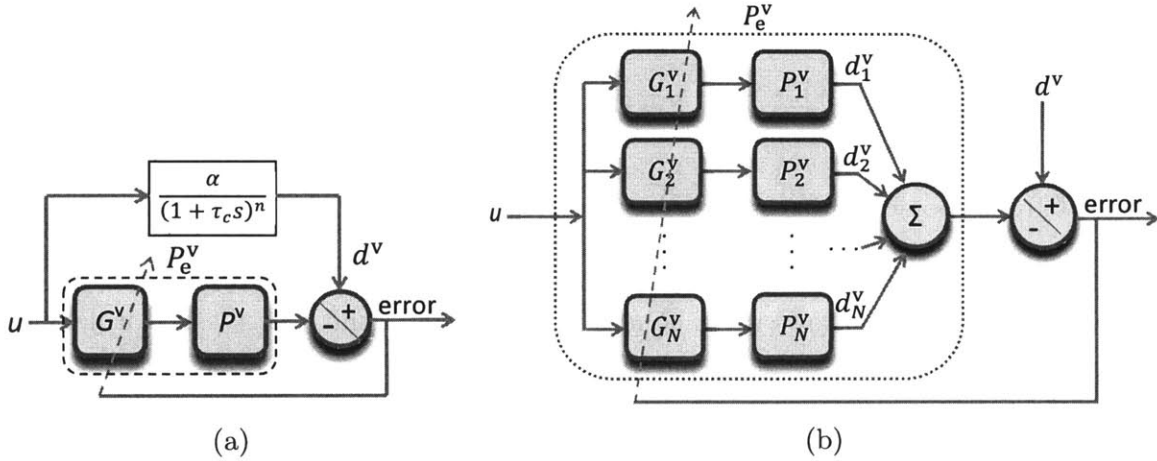 α
(1 + τ_c s)^n
d^v
P_e^v
u
G^v
P^v
+
-
error
(a)
P_e^v
G_1^v
P_1^v
d_1^v
d^v
G_2^v
P_2^v
d_2^v
u
Σ
+
-
error
. . ....
. .
G_N^v
P_N^v
d_N^v
(b)